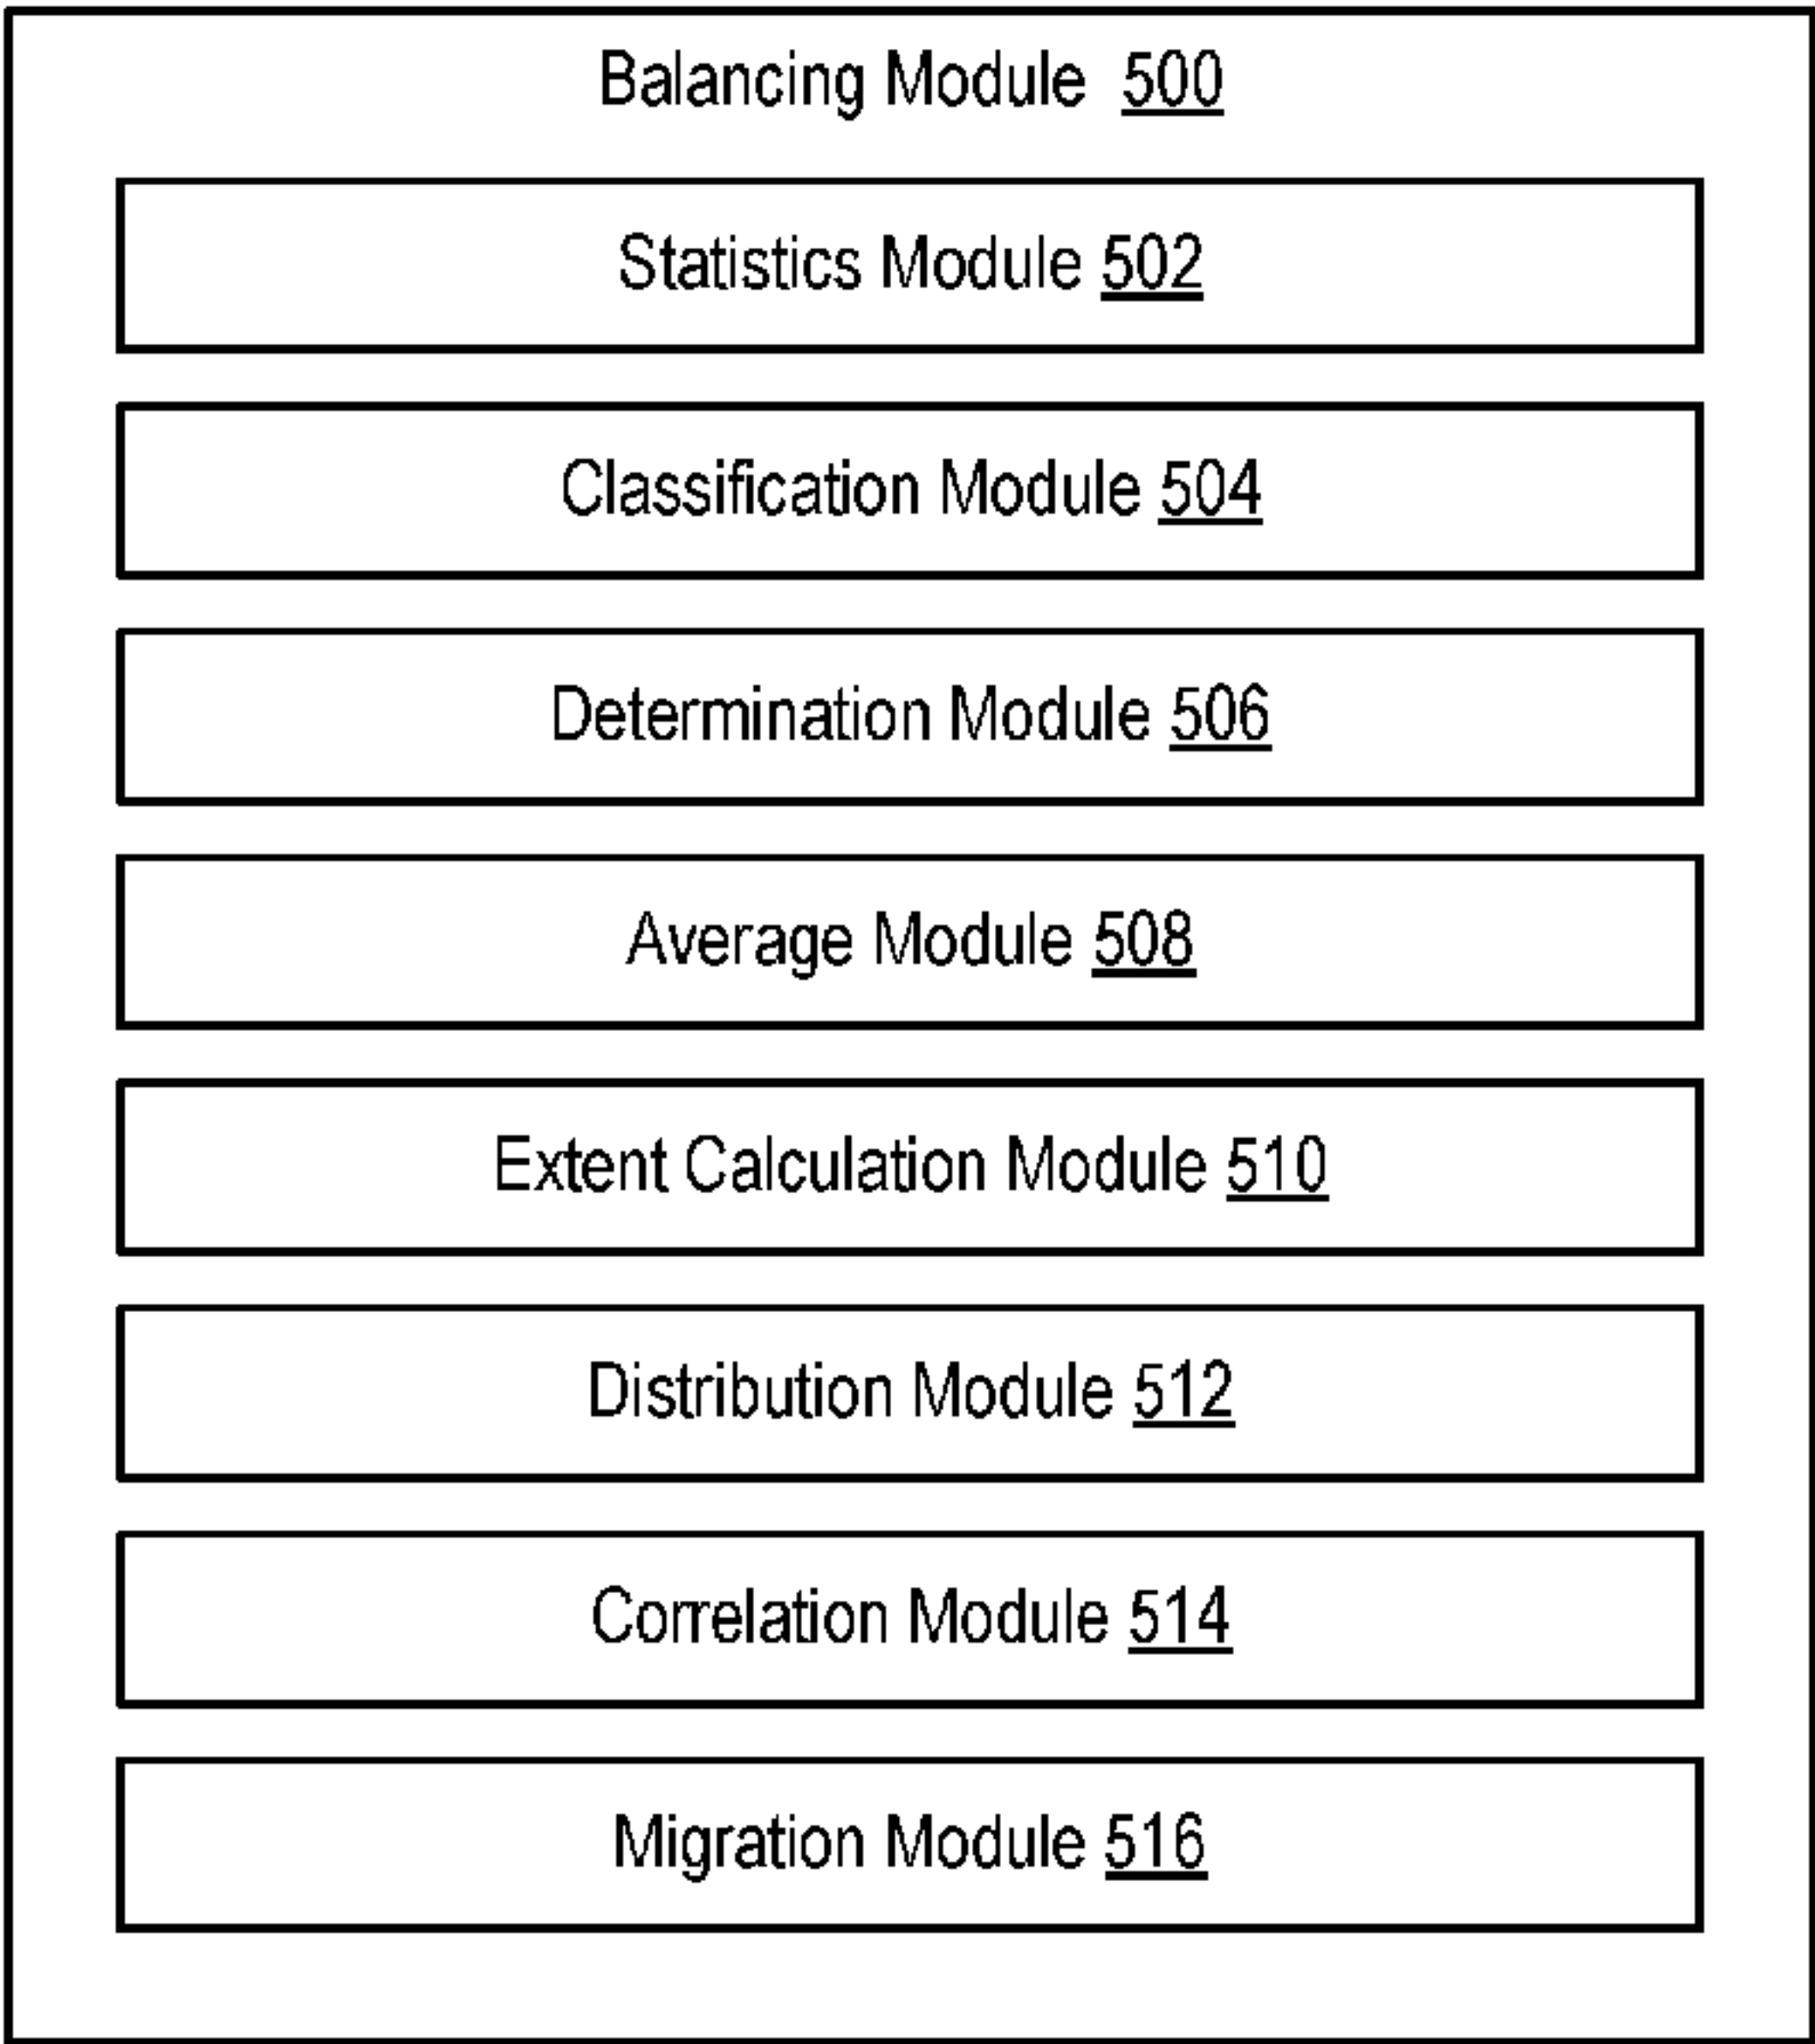 Balancing Module 500
Statistics Module 502
Classification Module 504
Determination Module 506
Average Module 508
Extent Calculation Module 510
Distribution Module 512
Correlation Module 514
Migration Module 516